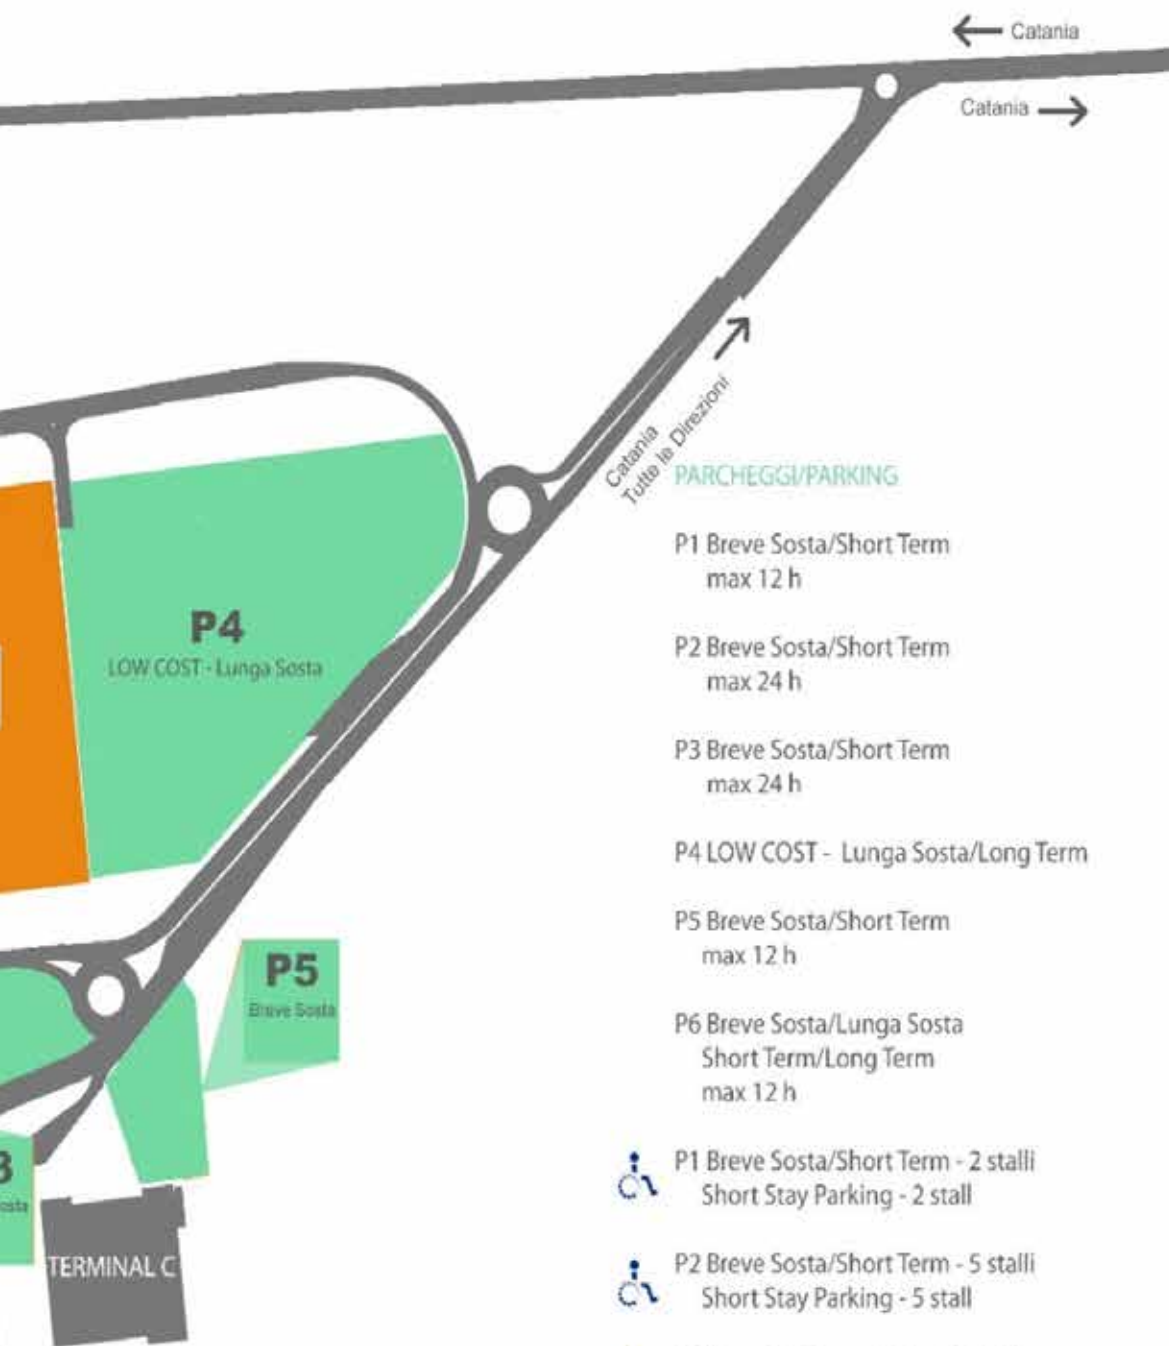 Catania
Catania
Catania
Tutte le Direzioni
P4
LOW COST - Lunga Sosta
P5
Breve Sosta
3
osta
TERMINAL C
PARCHEGGI/PARKING
P1 Breve Sosta/Short Term
max 12 h
P2 Breve Sosta/Short Term
max 24 h
P3 Breve Sosta/Short Term
max 24 h
P4 LOW COST - Lunga Sosta/Long Term
P5 Breve Sosta/Short Term
max 12 h
P6 Breve Sosta/Lunga Sosta
Short Term/Long Term
max 12 h
P1 Breve Sosta/Short Term - 2 stalli
Short Stay Parking - 2 stall
P2 Breve Sosta/Short Term - 5 stalli
Short Stay Parking - 5 stall